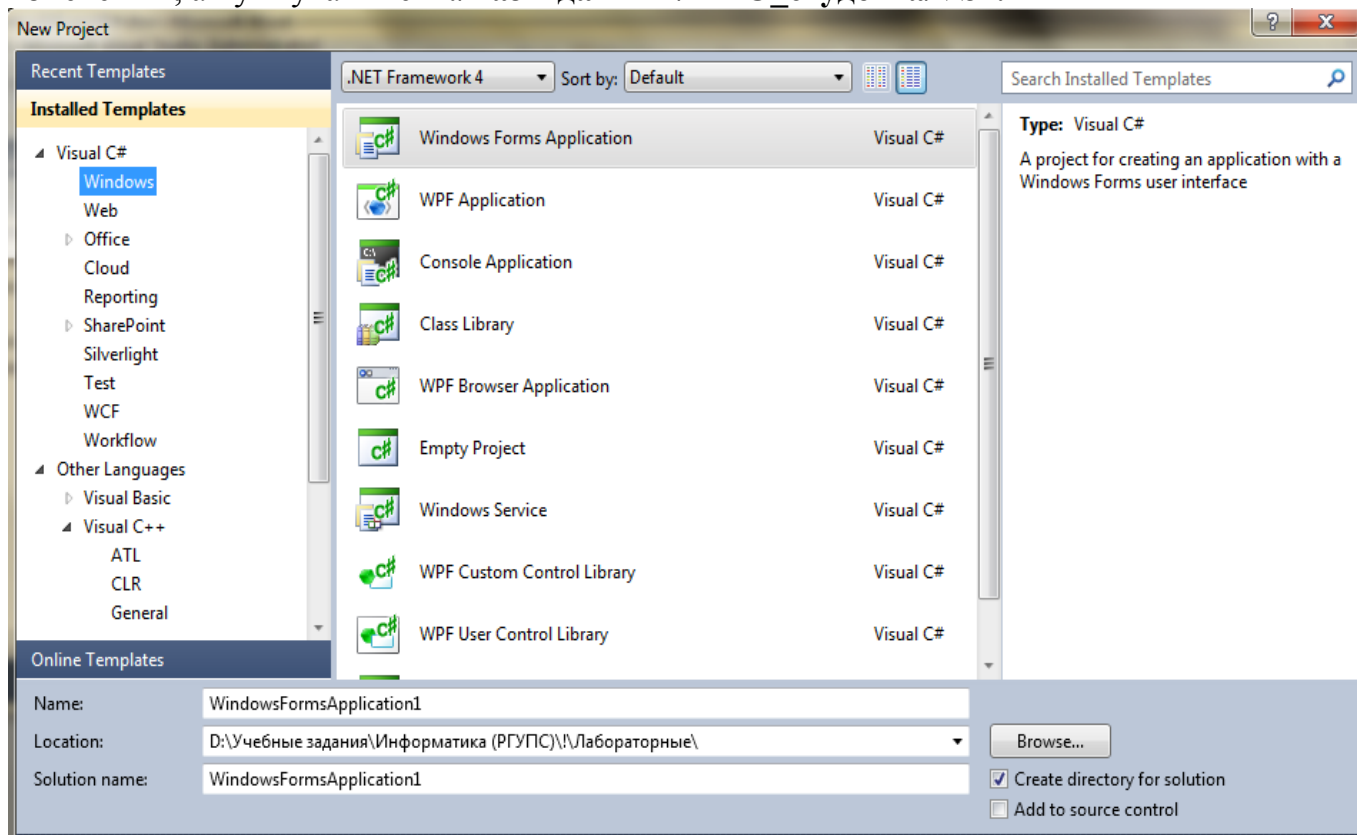 New Project
Recent Templates
Installed Templates
Visual C#
Windows
Web
Office
Cloud
Reporting
SharePoint
Silverlight
Test
WCF
Workflow
Other Languages
Visual Basic
Visual C++
ATL
CLR
General
Online Templates
.NET Framework 4
Sort by: Default
Windows Forms Application Visual C#
WPF Application Visual C#
Console Application Visual C#
Class Library Visual C#
WPF Browser Application Visual C#
Empty Project Visual C#
Windows Service Visual C#
WPF Custom Control Library Visual C#
WPF User Control Library Visual C#
Search Installed Templates
Type: Visual C#
A project for creating an application with a
Windows Forms user interface
Name: WindowsFormsApplication1
Location: D:\Учебные задания\Информатика (РГУПС)\!\Лабораторные\
Browse...
Solution name: WindowsFormsApplication1
Create directory for solution
Add to source control